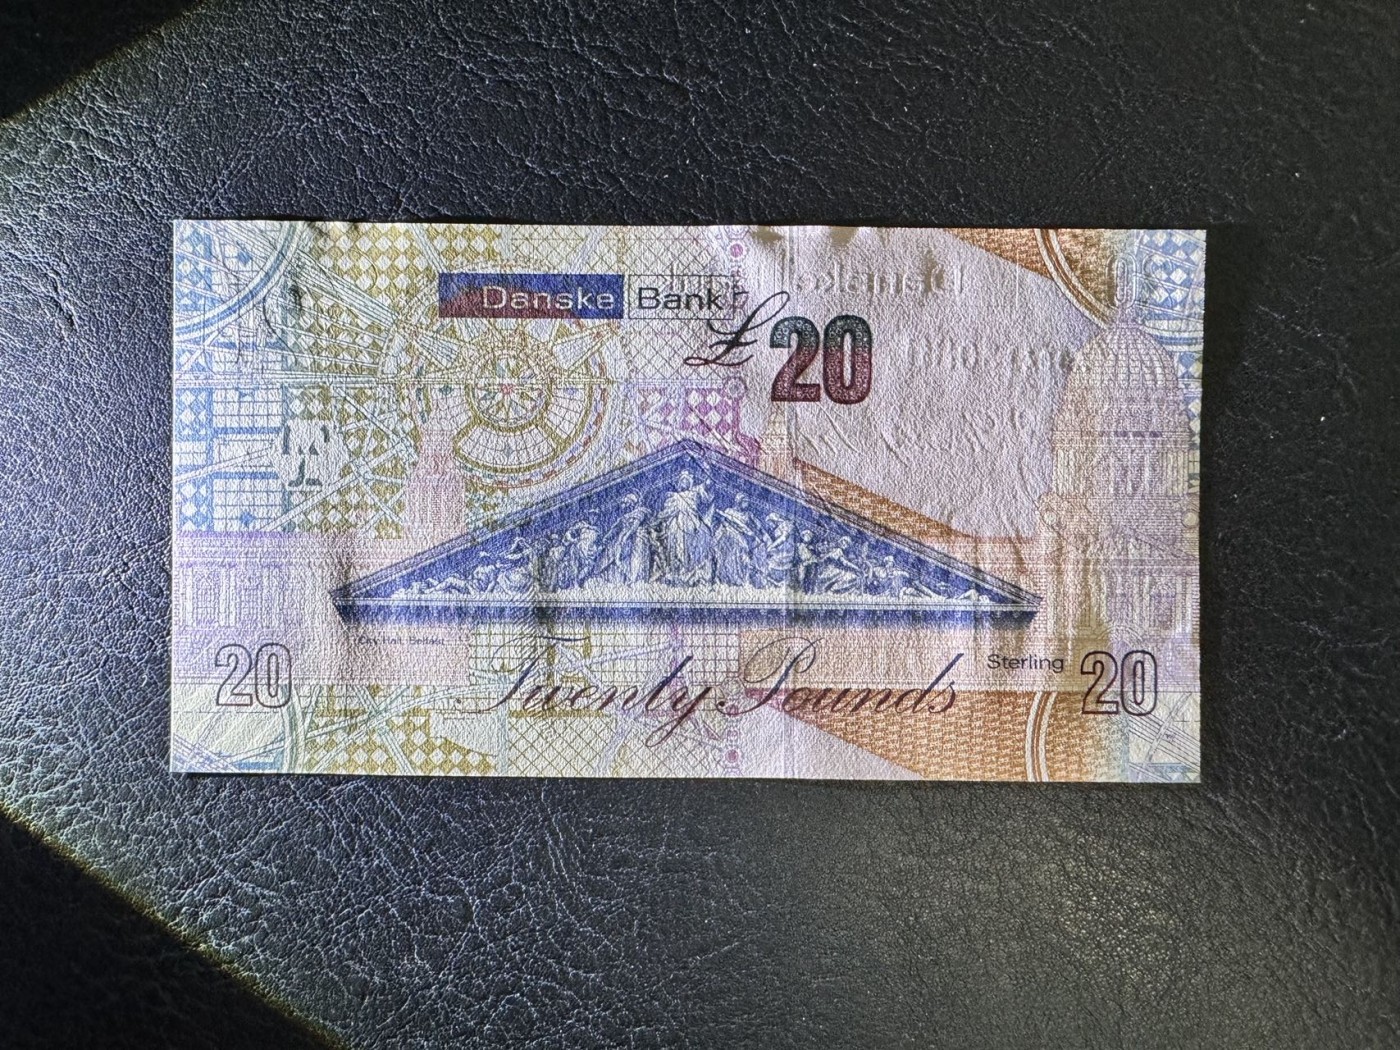 Danske Bank
£20
City Hall, Belfast
Twenty Pounds Sterling
20
20